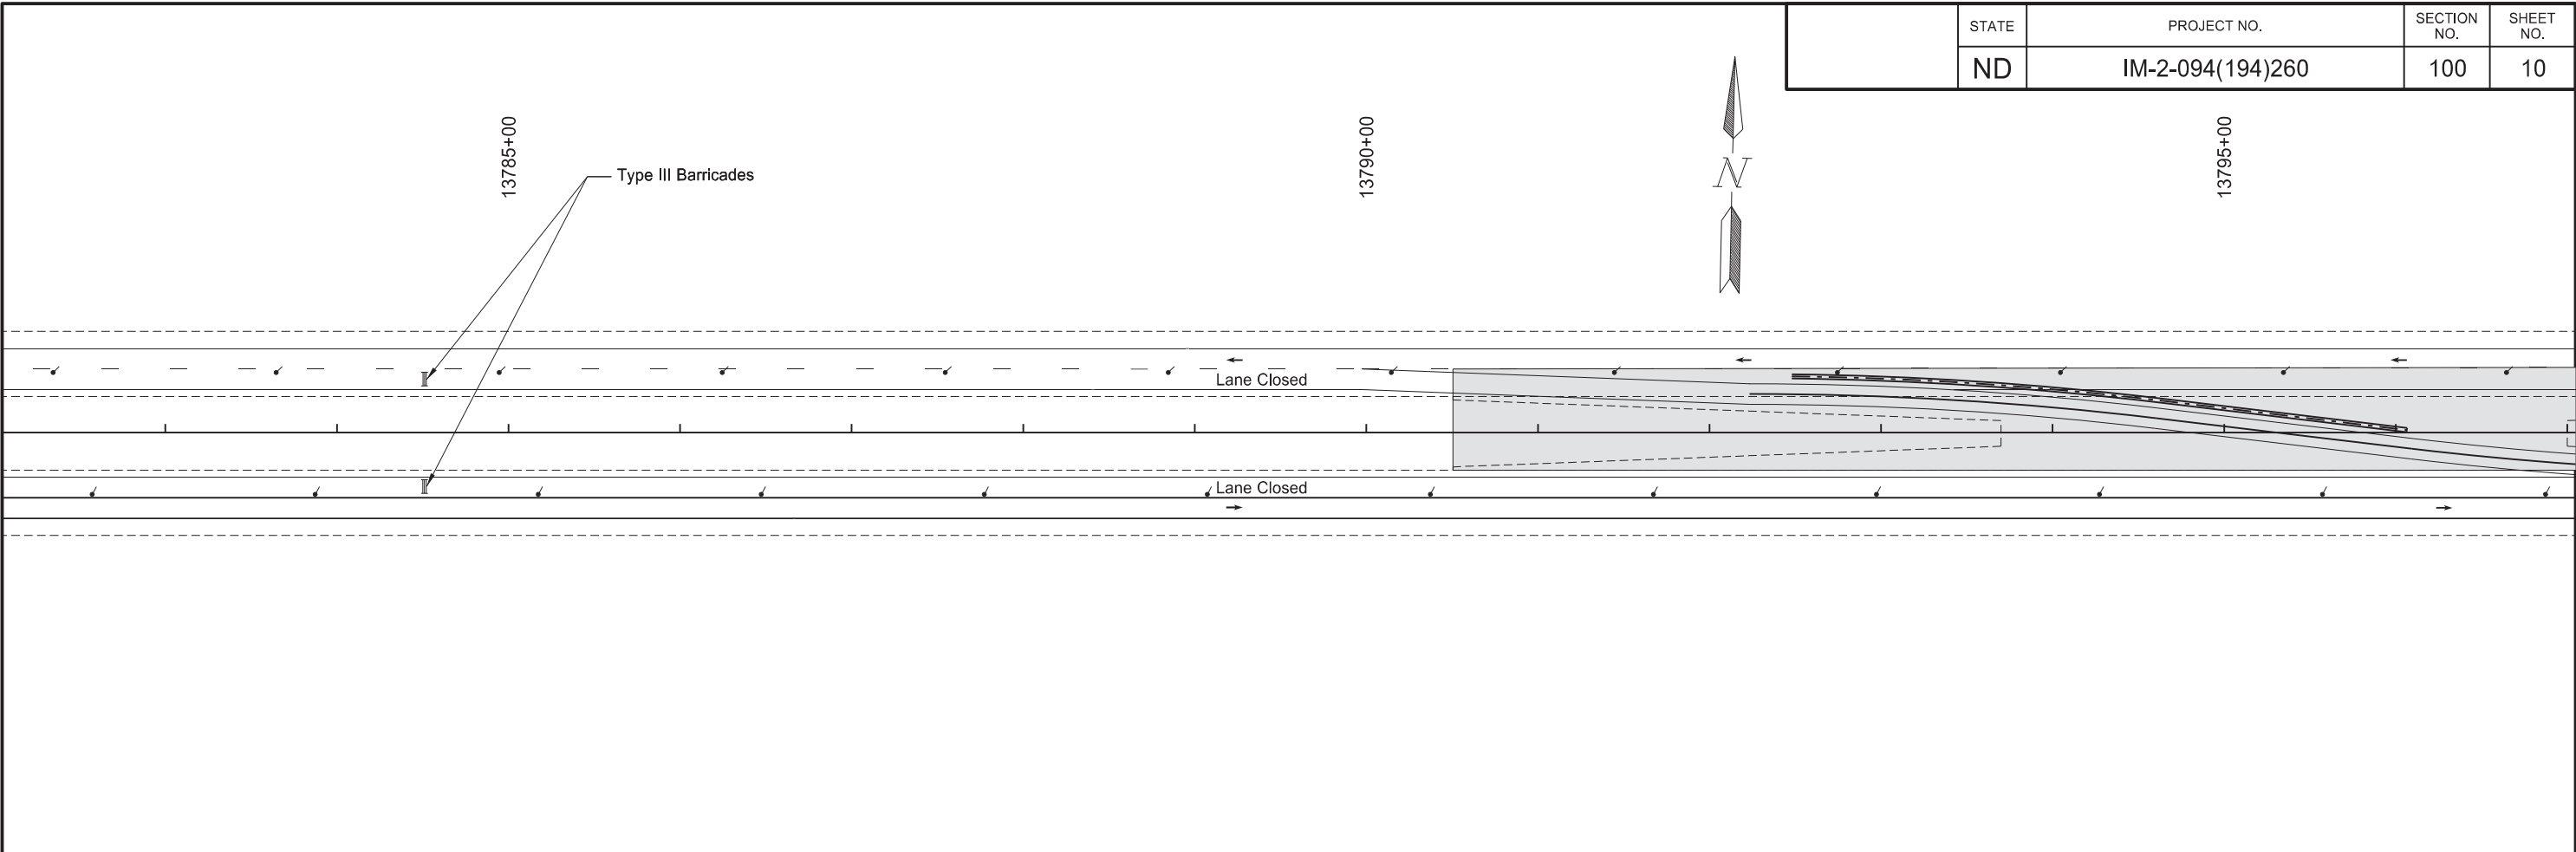 STATE
PROJECT NO.
SECTION NO.
SHEET NO.
ND
IM-2-094(194)260
100
10
13785+00
13790+00
13795+00
Type III Barricades
N
Lane Closed
Lane Closed